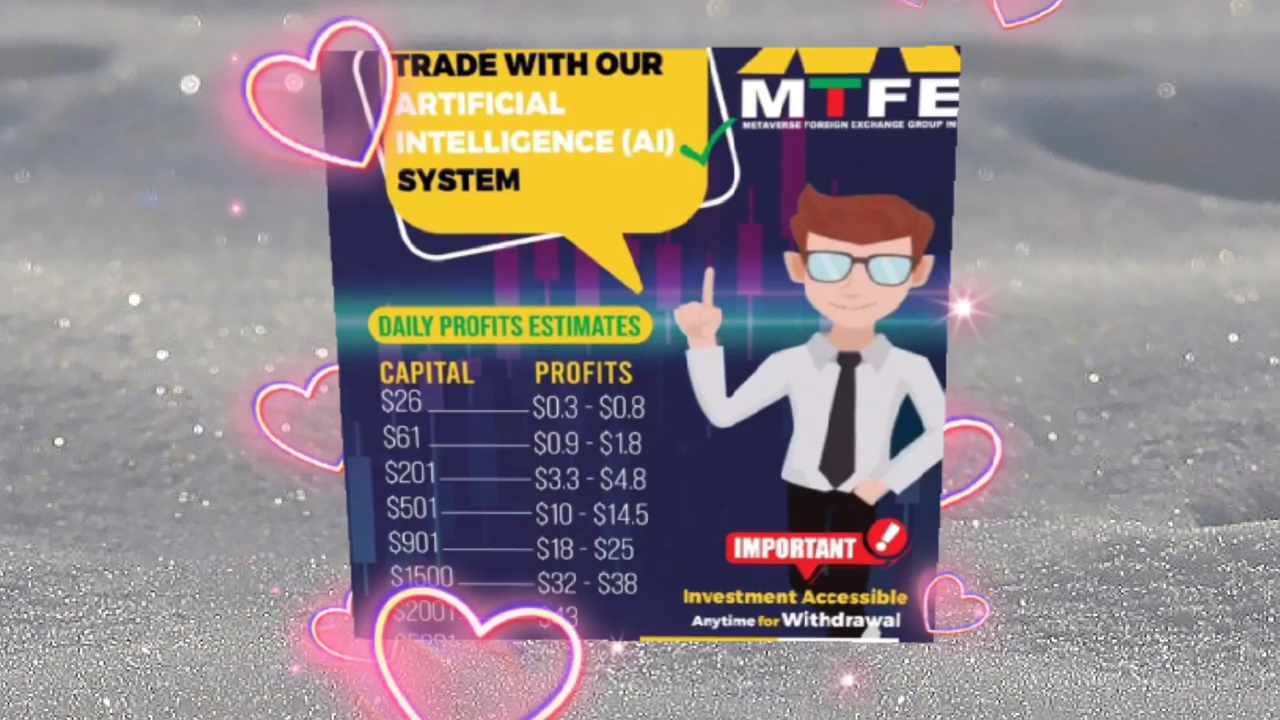 TRADE WITH OUR
ARTIFICIAL
INTELLIGENCE (AI)
SYSTEM
MTFE
METAVERSE FOREIGN EXCHANGE GROUP IN
DAILY PROFITS ESTIMATES
CAPITAL PROFITS
$26 $0.3 - $0.8
$61 $0.9 - $1.8
$201 $3.3 - $4.8
$501 $10 - $14.5
$901 $18 - $25
$1500 $32 - $38
$2001
IMPORTANT
Investment Accessible
Anytime for Withdrawal